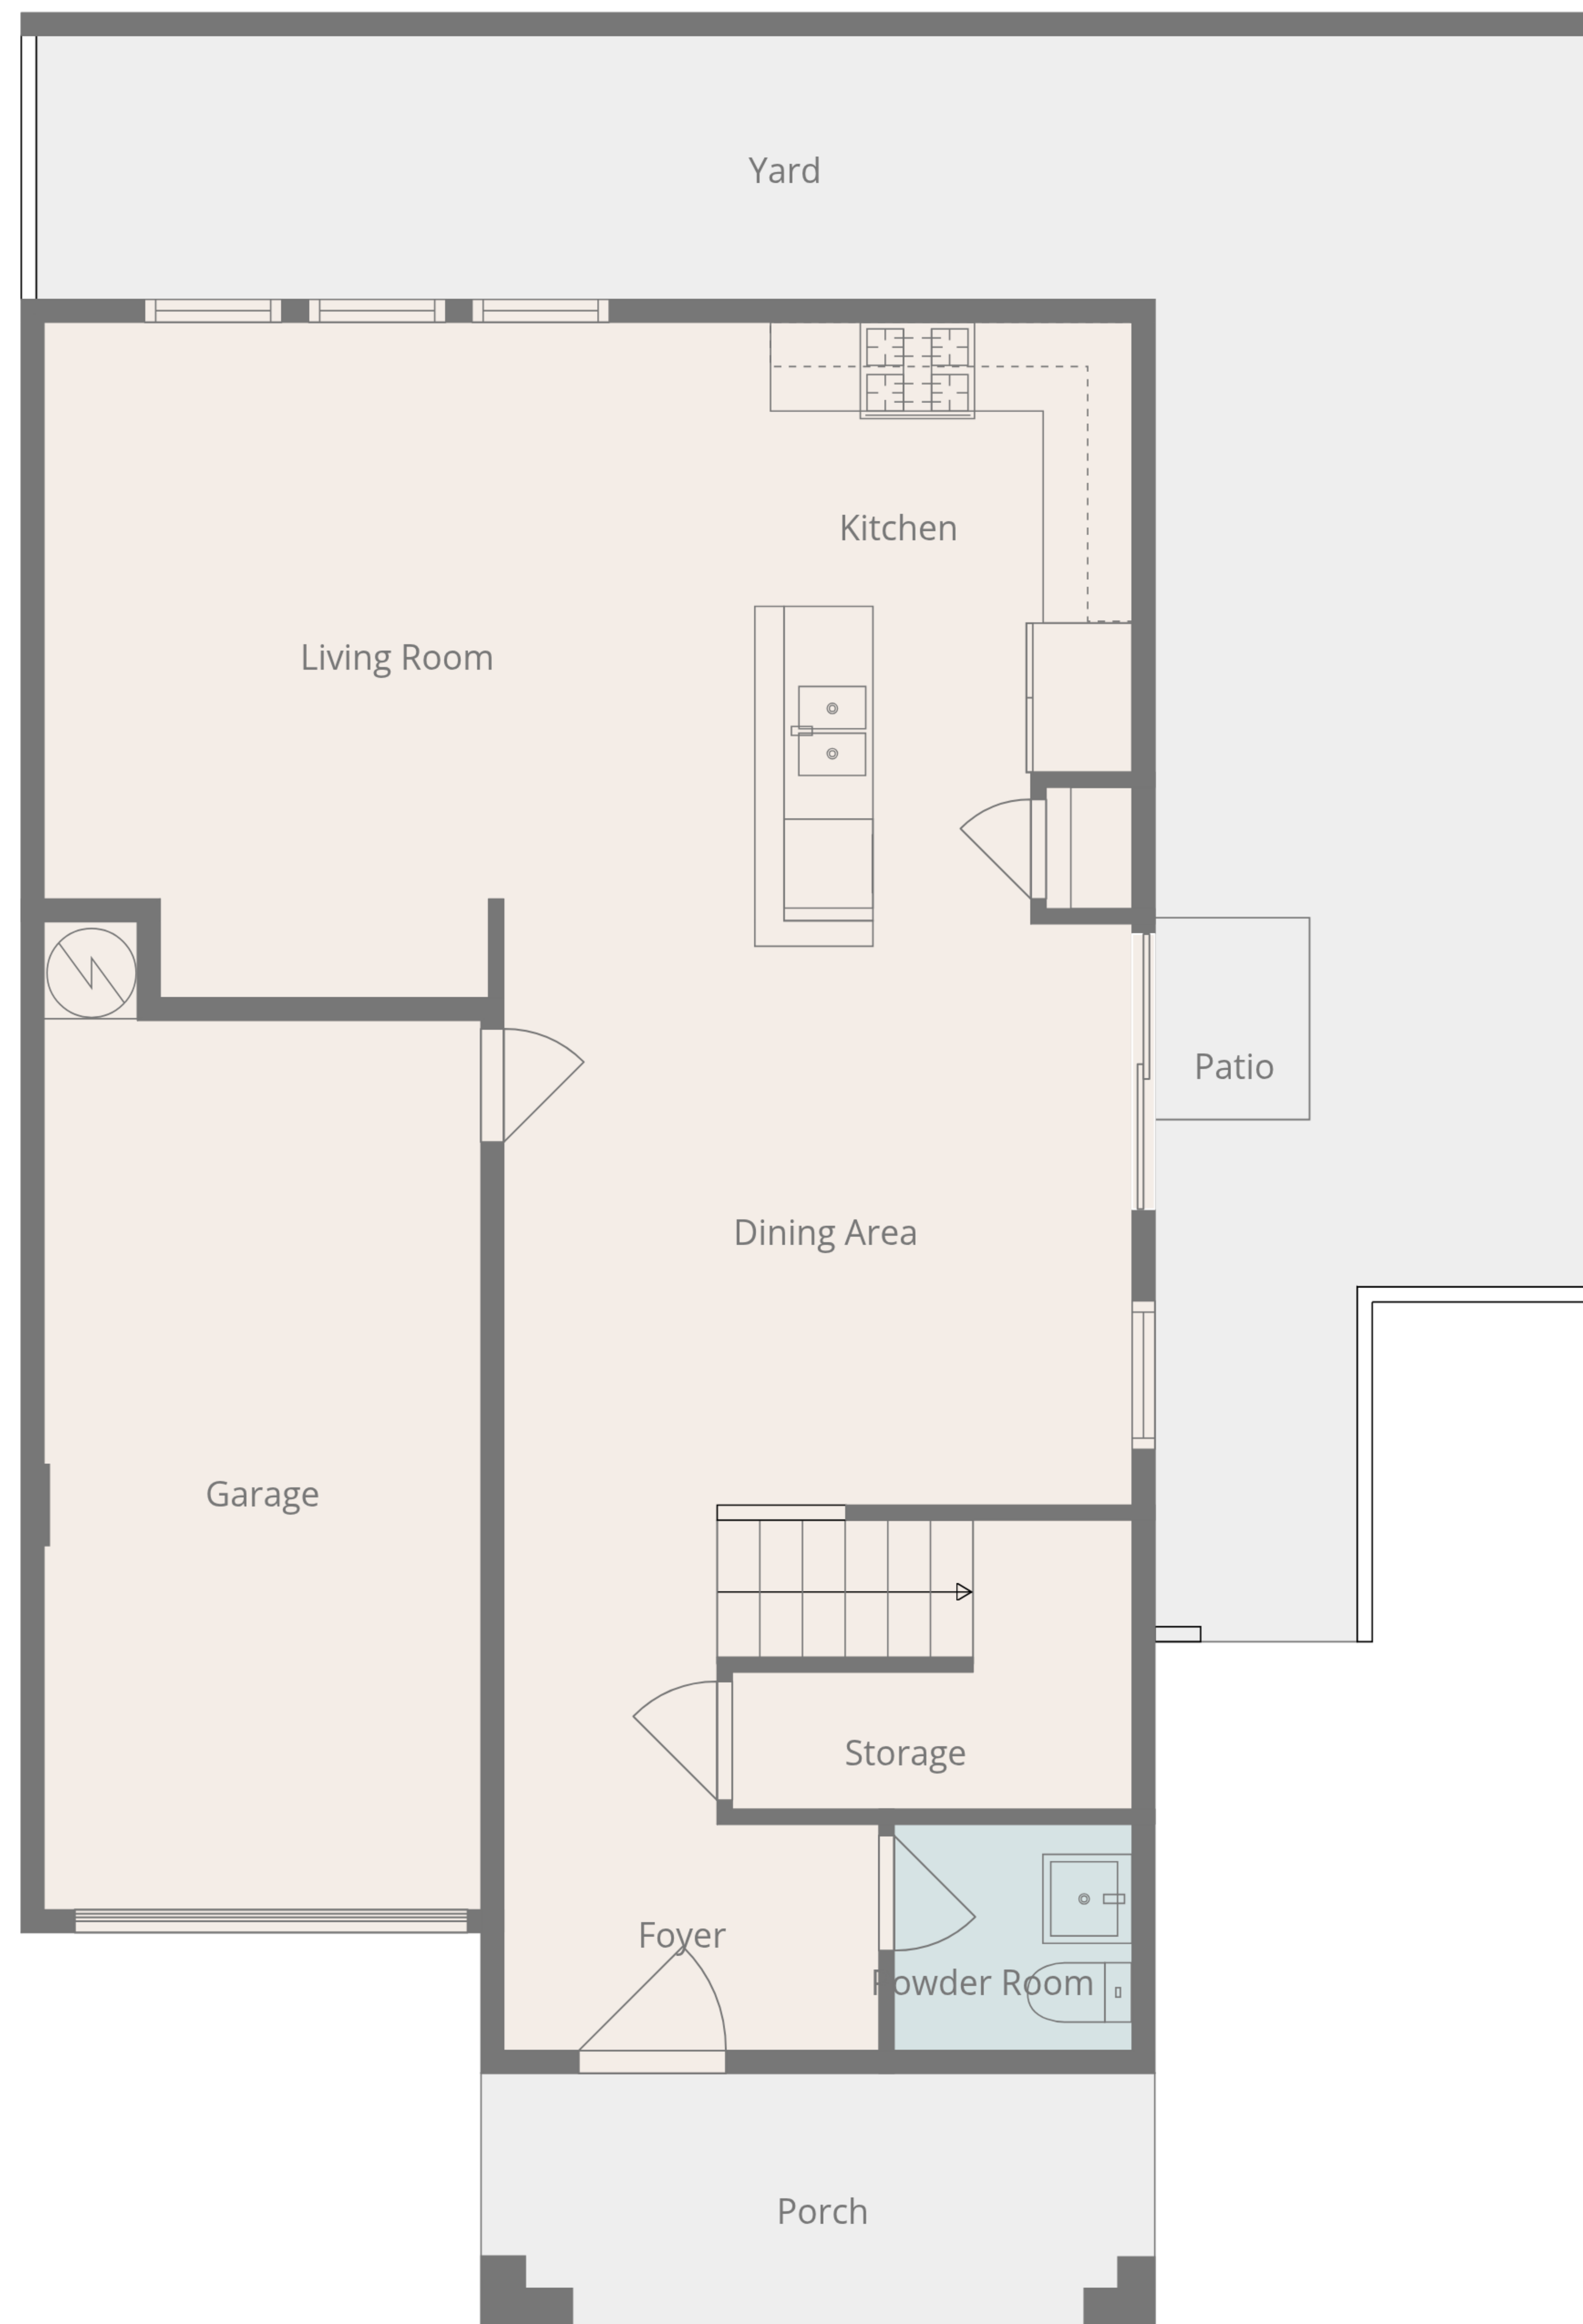 Yard
Kitchen
Living Room
Patio
Dining Area
Garage
Storage
Foyer
Powder Room
Porch